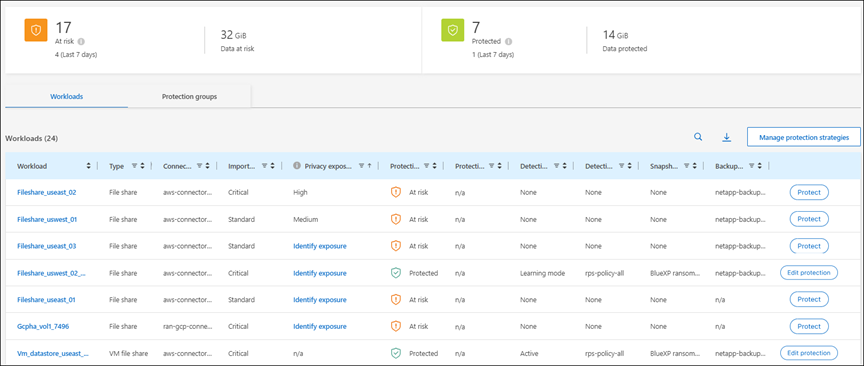 17
At risk
4 (Last 7 days)
32 GiB
Data at risk
7
Protected
1 (Last 7 days)
14 GiB
Data protected
Workloads Protection groups
Workloads (24) Manage protection strategies
Workload Type Connec... Import... Privacy expos... Protecti... Protecti... Detecti... Detecti... Snapsh... Backup...
Fileshare_useast_02 File share aws-connector... Critical High At risk n/a None None None netapp-backup... Protect
Fileshare_uswest_01 File share aws-connector... Standard Medium At risk n/a None None None netapp-backup... Protect
Fileshare_useast_03 File share aws-connector... Standard Identify exposure At risk n/a None None None netapp-backup... Protect
Fileshare_uswest_02_... File share aws-connector... Critical Identify exposure Protected n/a Learning mode rps-policy-all BlueXP ransom... netapp-backup... Edit protection
Fileshare_useast_01 File share aws-connector... Standard Identify exposure At risk n/a None None None n/a Protect
Gcpha_vol1_7496 File share ran-gcp-conne... Critical Identify exposure At risk n/a None None None n/a Protect
Vm_datastore_useast_... VM file share aws-connector... Critical n/a Protected n/a Active rps-policy-all BlueXP ransom... netapp-backup... Edit protection